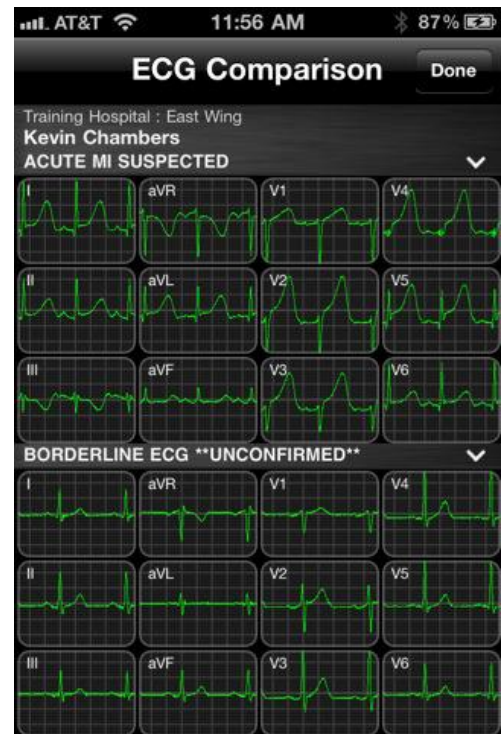 AT&T 11:56 AM 87%
ECG Comparison Done
Training Hospital : East Wing
Kevin Chambers
ACUTE MI SUSPECTED
I aVR V1 V4
II aVL V2 V5
III aVF V3 V6
BORDERLINE ECG **UNCONFIRMED**
I aVR V1 V4
II aVL V2 V5
III aVF V3 V6